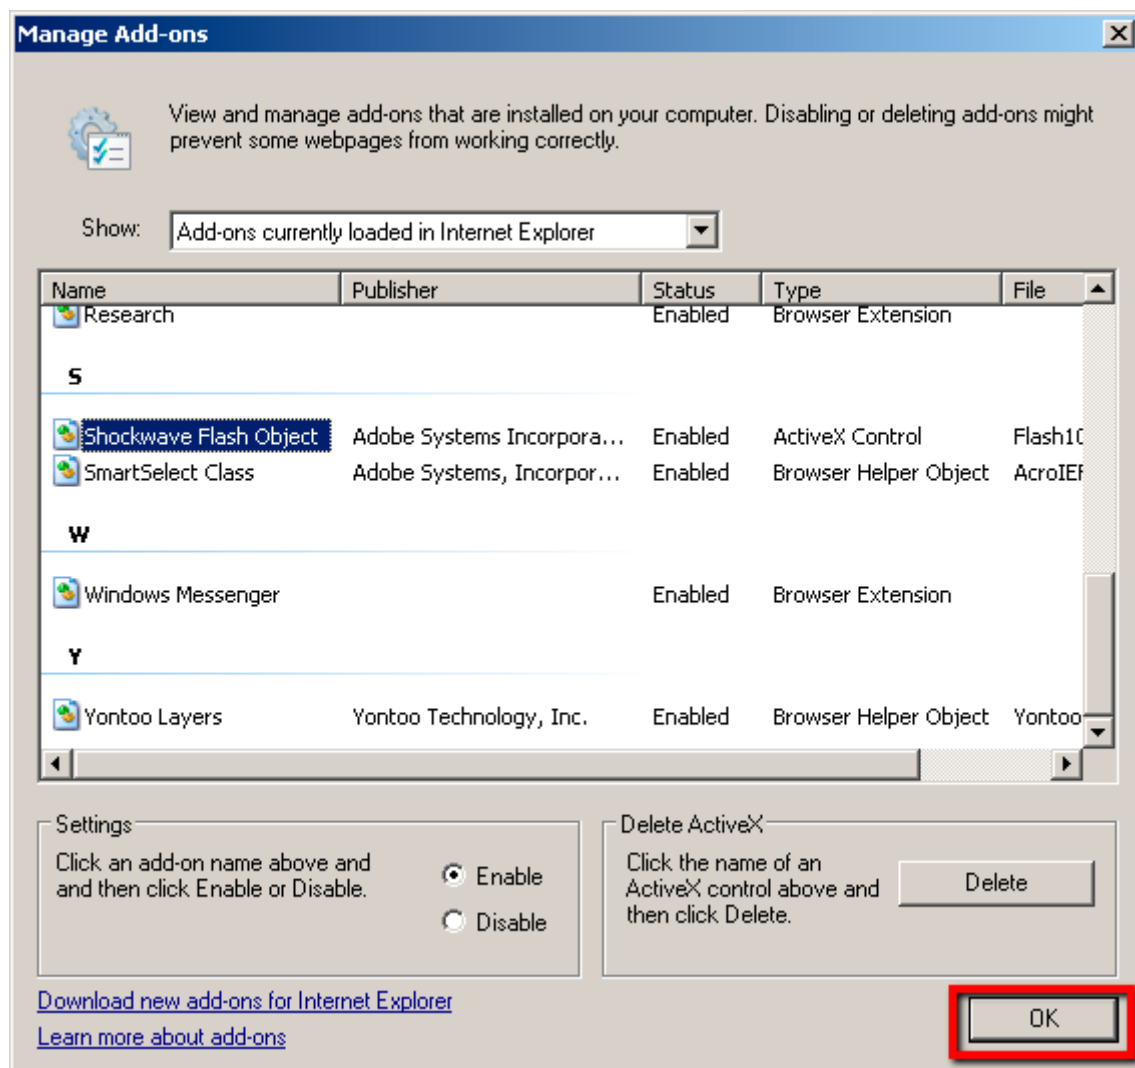 Manage Add-ons
View and manage add-ons that are installed on your computer. Disabling or deleting add-ons might
prevent some webpages from working correctly.
Show: Add-ons currently loaded in Internet Explorer
Name Publisher Status Type File
Research Enabled Browser Extension
S
Shockwave Flash Object Adobe Systems Incorpora... Enabled ActiveX Control Flash10
SmartSelect Class Adobe Systems, Incorpor... Enabled Browser Helper Object AcroIEF
W
Windows Messenger Enabled Browser Extension
Y
Yontoo Layers Yontoo Technology, Inc. Enabled Browser Helper Object Yontoo
Settings
Click an add-on name above and
and then click Enable or Disable.
Enable
Disable
Delete ActiveX
Click the name of an
ActiveX control above and
then click Delete.
Delete
Download new add-ons for Internet Explorer
Learn more about add-ons
OK